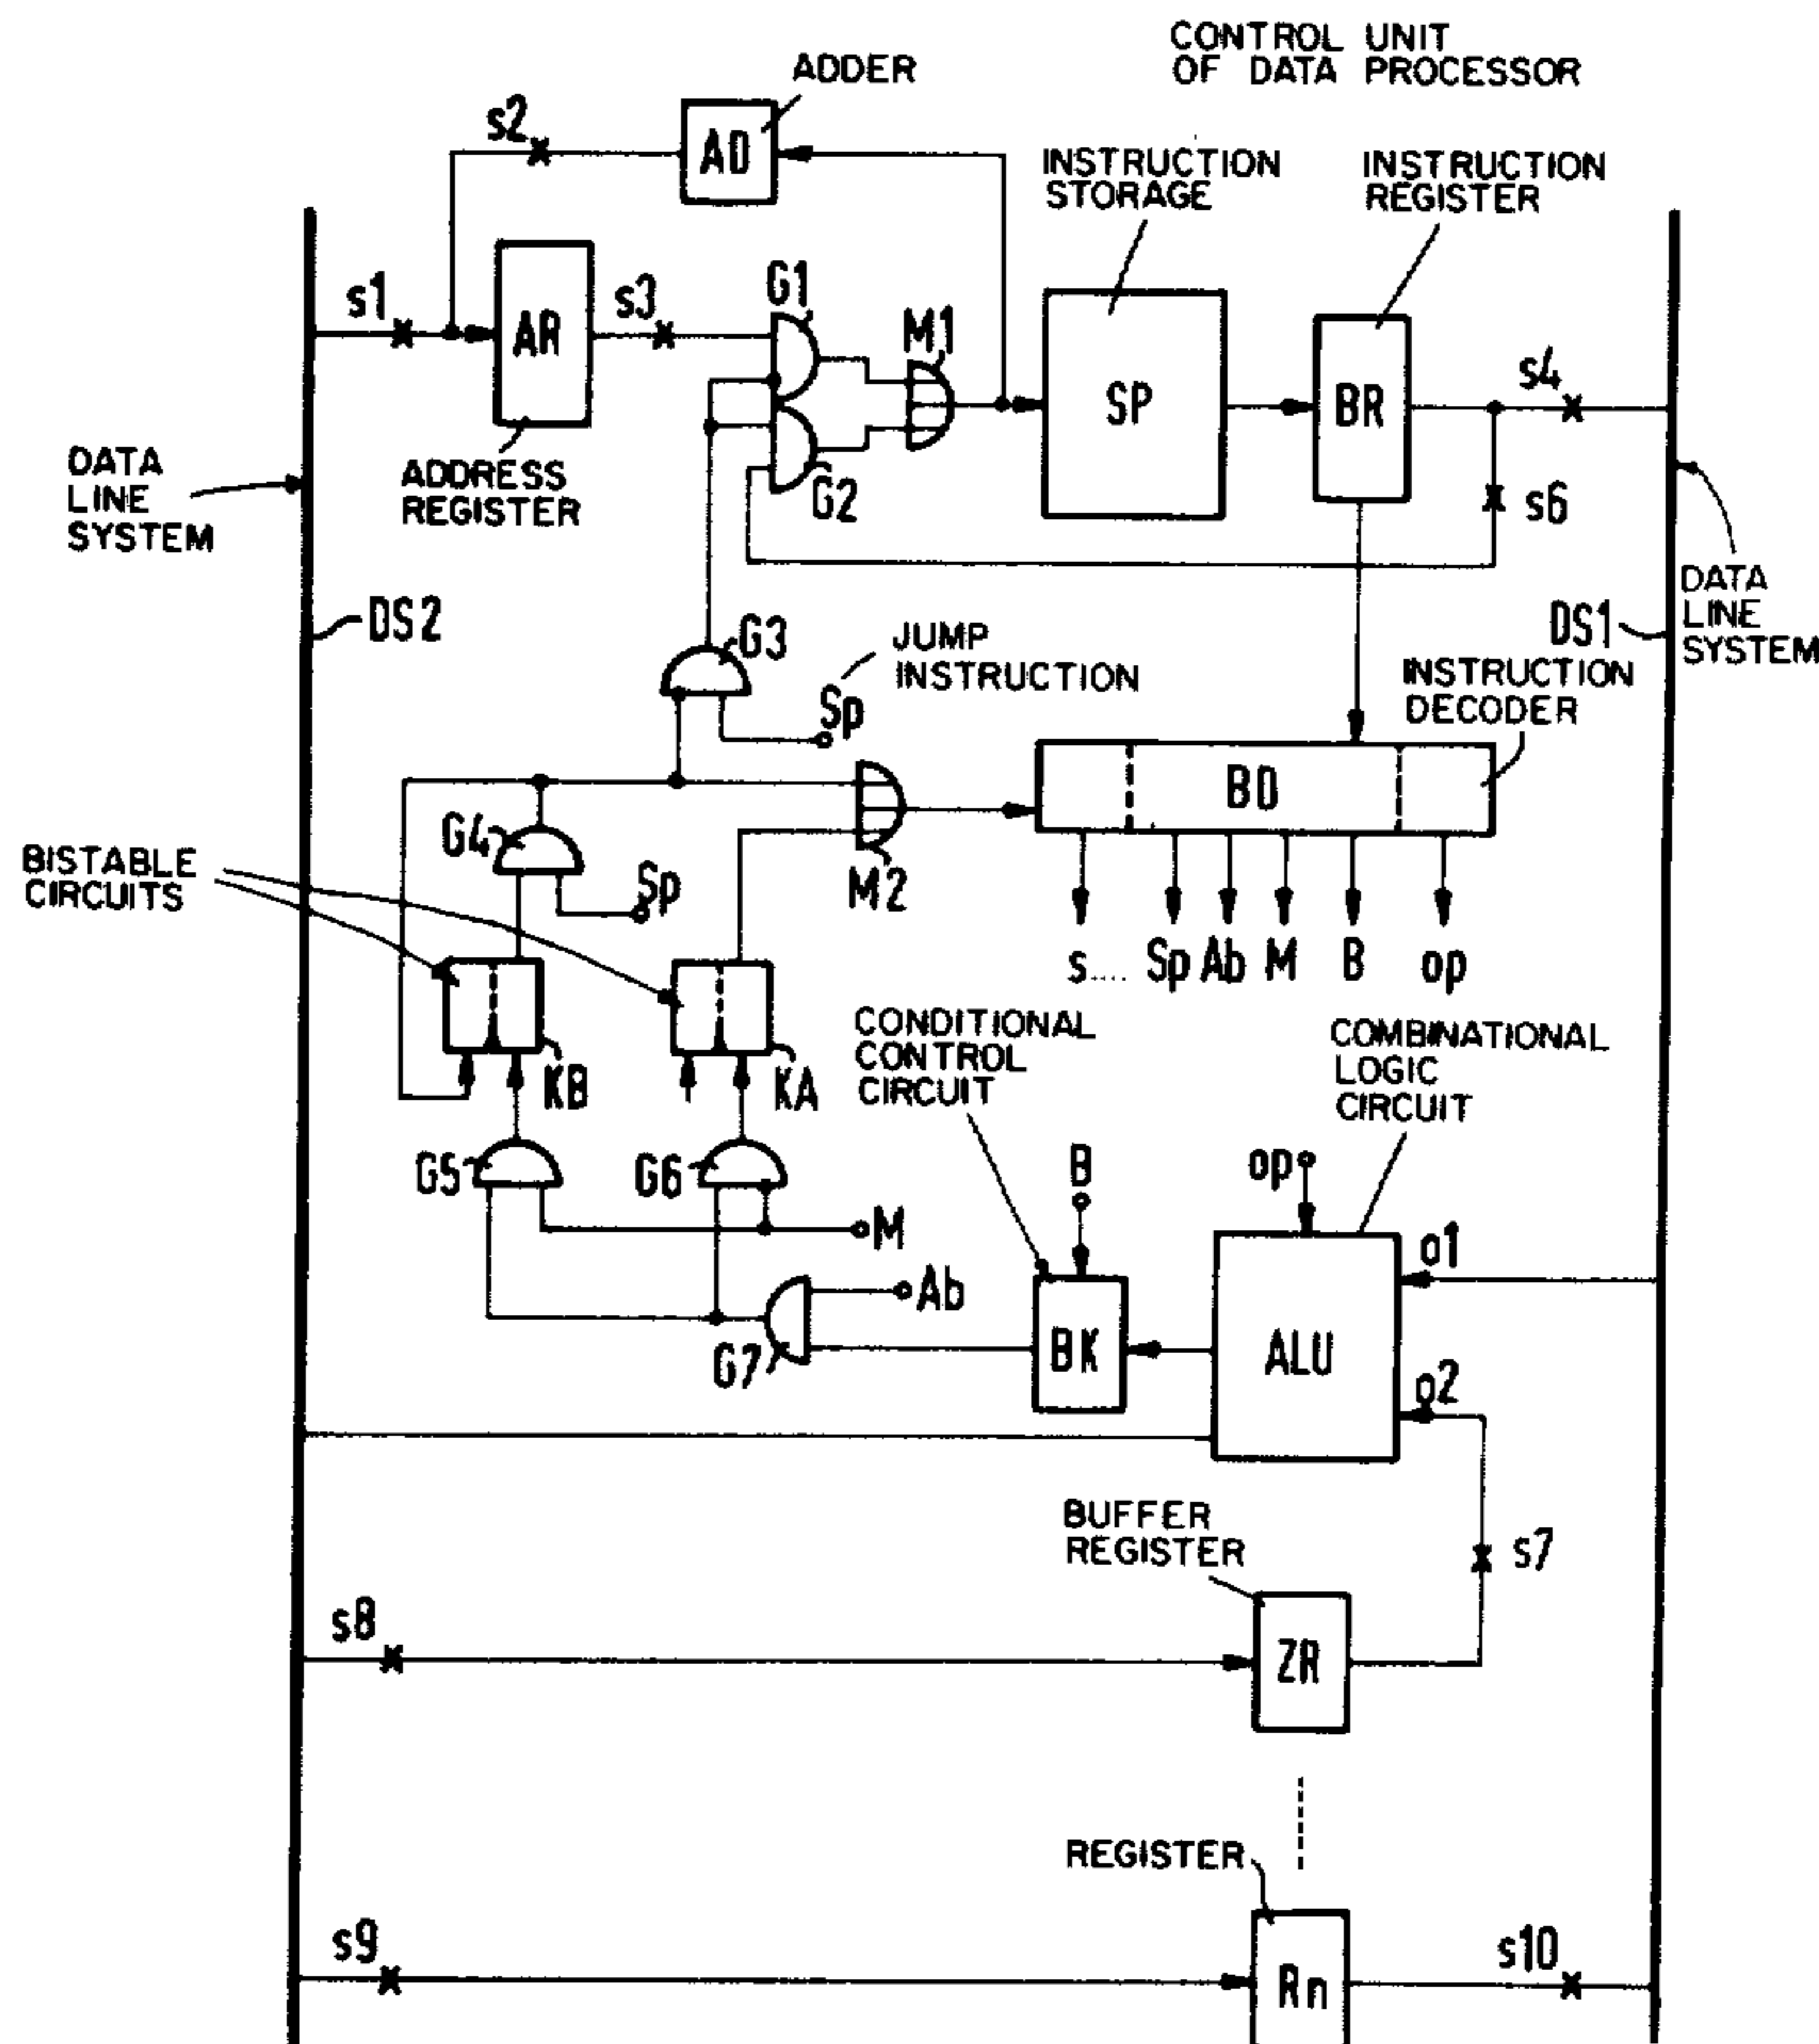 CONTROL UNIT
OF DATA PROCESSOR
ADDER
s2
AD
INSTRUCTION
STORAGE
INSTRUCTION
REGISTER
s1
AR
s3
G1
M1
SP
BR
s4
DATA
LINE
SYSTEM
ADDRESS
REGISTER
G2
s6
DS2
G3
JUMP
INSTRUCTION
Sp
DS1
DATA
LINE
SYSTEM
INSTRUCTION
DECODER
BD
G4
Sp
M2
BISTABLE
CIRCUITS
s.... Sp Ab M B op
KB
KA
CONDITIONAL
CONTROL
CIRCUIT
COMBINATIONAL
LOGIC
CIRCUIT
G5
G6
B
op
M
o1
Ab
G7
BK
ALU
o2
BUFFER
REGISTER
s7
s8
ZR
REGISTER
s9
Rn
s10